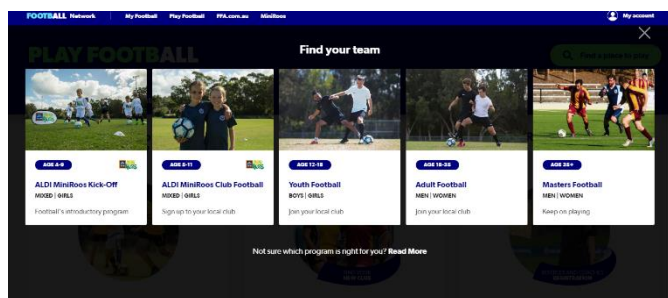 FOOTBALL Network My Football Play Football FFA.com.au MiniRoos My account
PLAY FOOTBALL Find a place to play
Find your team
AGE 4-9
ALDI MiniRoos Kick-Off
MIXED | GIRLS
Football's introductory program
AGE 5-11
ALDI MiniRoos Club Football
MIXED | GIRLS
Sign up to your local club
AGE 12-18
Youth Football
BOYS | GIRLS
Join your local club
AGE 18-35
Adult Football
MEN | WOMEN
Join your local club
AGE 35+
Masters Football
MEN | WOMEN
Keep on playing
Not sure which program is right for you? Read More